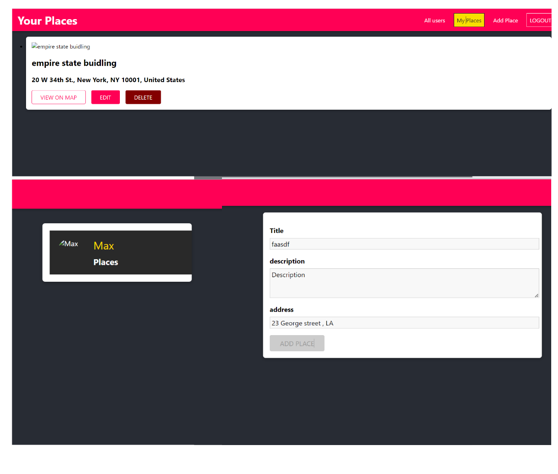 Your Places
All users
My Places
Add Place
LOGOUT
empire state buidling
empire state buidling
20 W 34th St., New York, NY 10001, United States
VIEW ON MAP
EDIT
DELETE
Max
Max
Places
Title
faasdf
description
Description
address
23 George street , LA
ADD PLACE